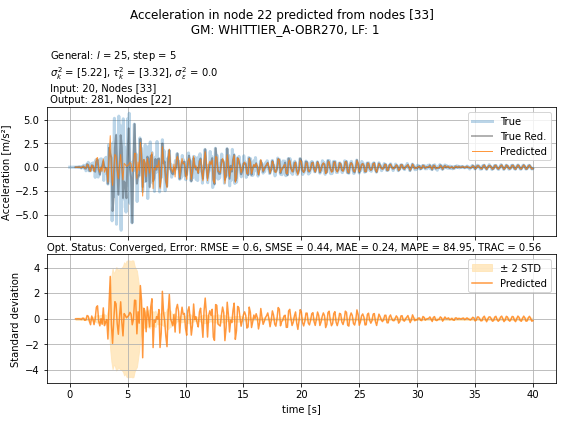 Acceleration in node 22 predicted from nodes [33]
GM: WHITTIER_A-OBR270, LF: 1
General: l = 25, step = 5
σ²ₖ = [5.22], τ²ₖ = [3.32], σ²ε = 0.0
Input: 20, Nodes [33]
Output: 281, Nodes [22]
Acceleration [m/s²]
5.0
2.5
0.0
−2.5
−5.0
True
True Red.
Predicted
Opt. Status: Converged, Error: RMSE = 0.6, SMSE = 0.44, MAE = 0.24, MAPE = 84.95, TRAC = 0.56
Standard deviation
4
2
0
−2
−4
± 2 STD
Predicted
0 5 10 15 20 25 30 35 40
time [s]